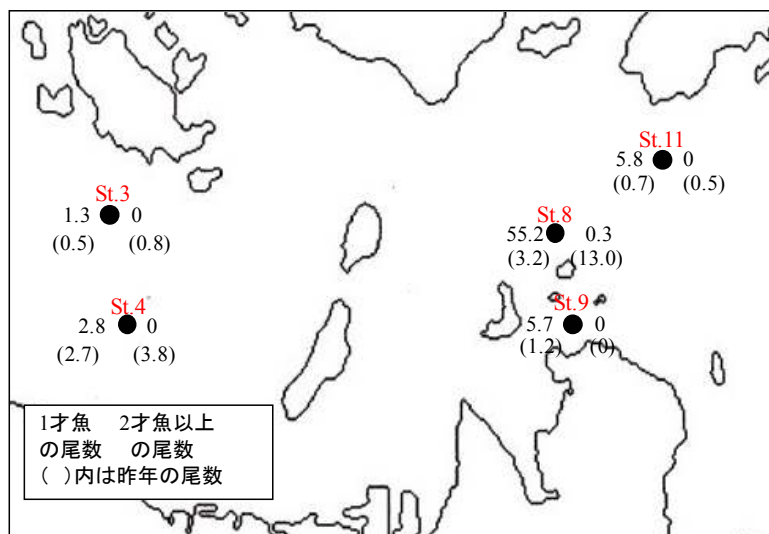 St.11
5.8 0
(0.7) (0.5)
St.3
1.3 0
(0.5) (0.8)
St.8
55.2 0.3
(3.2) (13.0)
St.4
2.8 0
(2.7) (3.8)
St.9
5.7 0
(1.2) (0)
1才魚 2才魚以上
の尾数 の尾数
( )内は昨年の尾数